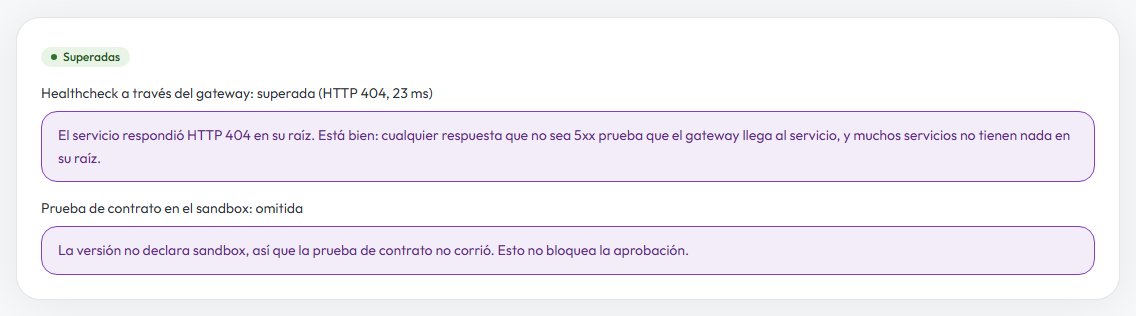 Superadas
Healthcheck a través del gateway: superada (HTTP 404, 23 ms)
El servicio respondió HTTP 404 en su raíz. Está bien: cualquier respuesta que no sea 5xx prueba que el gateway llega al servicio, y muchos servicios no tienen nada en
su raíz.
Prueba de contrato en el sandbox: omitida
La versión no declara sandbox, así que la prueba de contrato no corrió. Esto no bloquea la aprobación.